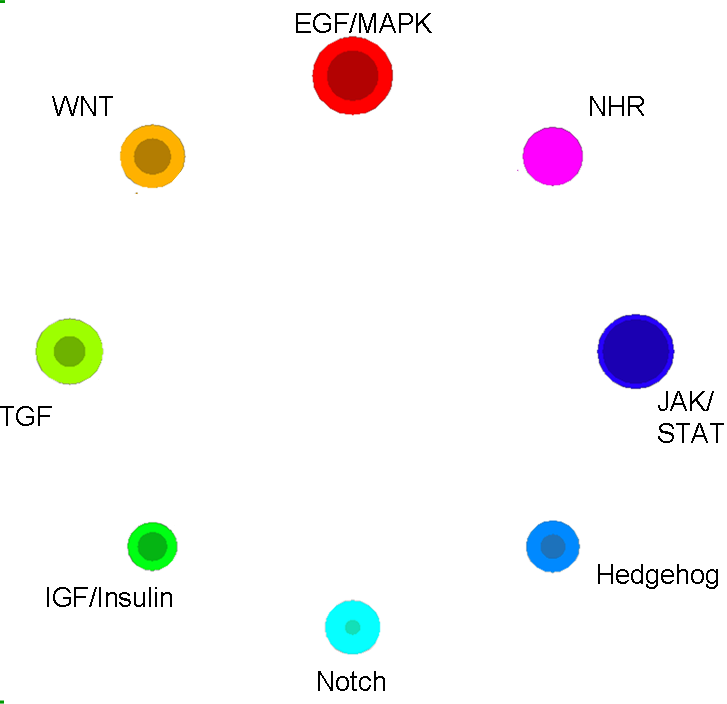 EGF/MAPK
WNT
NHR
JAK/
STAT
TGF
Hedgehog
IGF/Insulin
Notch